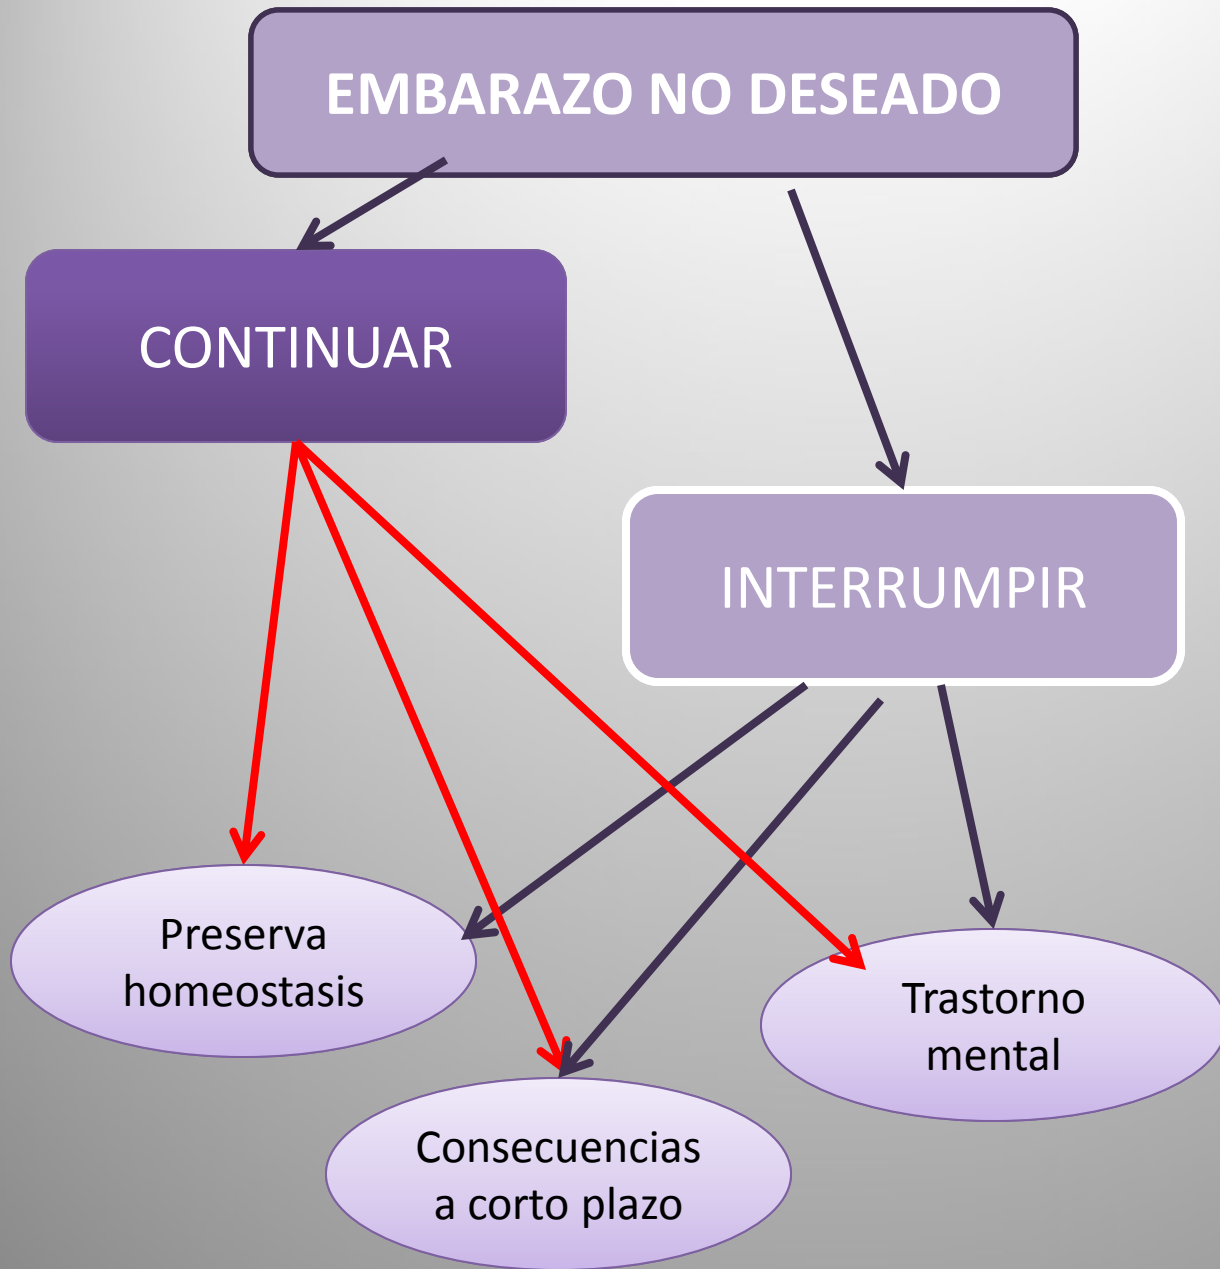 EMBARAZO NO DESEADO
CONTINUAR
INTERRUMPIR
Preserva
homeostasis
Trastorno
mental
Consecuencias
a corto plazo